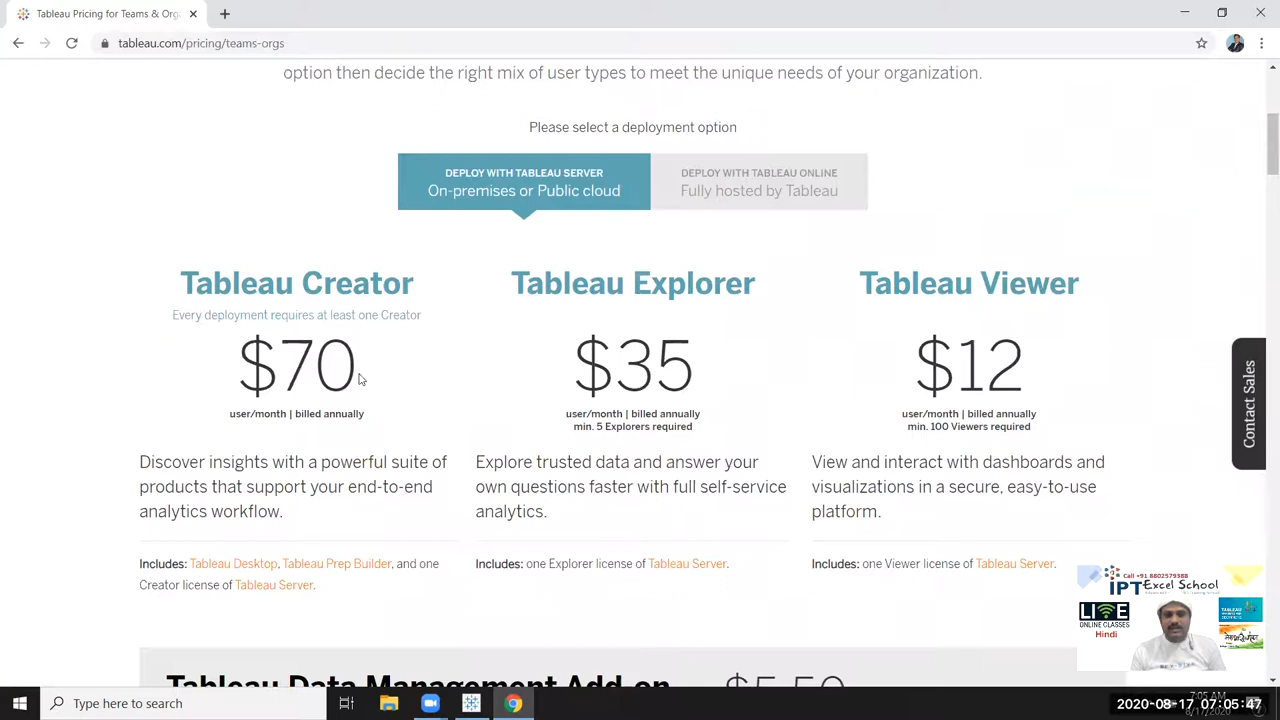 Tableau Pricing for Teams & Org
tableau.com/pricing/teams-orgs
option then decide the right mix of user types to meet the unique needs of your organization.
Please select a deployment option
DEPLOY WITH TABLEAU SERVER
On-premises or Public cloud
DEPLOY WITH TABLEAU ONLINE
Fully hosted by Tableau
Tableau Creator
Every deployment requires at least one Creator
$70
user/month | billed annually
Discover insights with a powerful suite of
products that support your end-to-end
analytics workflow.
Includes: Tableau Desktop, Tableau Prep Builder, and one
Creator license of Tableau Server.
Tableau Explorer
$35
user/month | billed annually
min. 5 Explorers required
Explore trusted data and answer your
own questions faster with full self-service
analytics.
Includes: one Explorer license of Tableau Server.
Tableau Viewer
$12
user/month | billed annually
min. 100 Viewers required
View and interact with dashboards and
visualizations in a secure, easy-to-use
platform.
Includes: one Viewer license of Tableau Server.
Contact Sales
Tableau Data Management Add-on
$5.50
Call +91 8802579388
IPT Excel School
LIVE
ONLINE CLASSES
Hindi
TABLEAU
Type here to search
7:05 AM
8/17/2020
2020-08-17 07:05:47